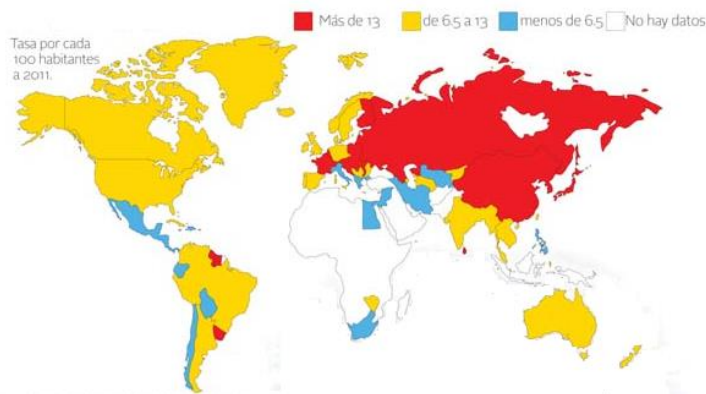 Más de 13 de 6.5 a 13 menos de 6.5 No hay datos
Tasa por cada
100 habitantes
a 2011.